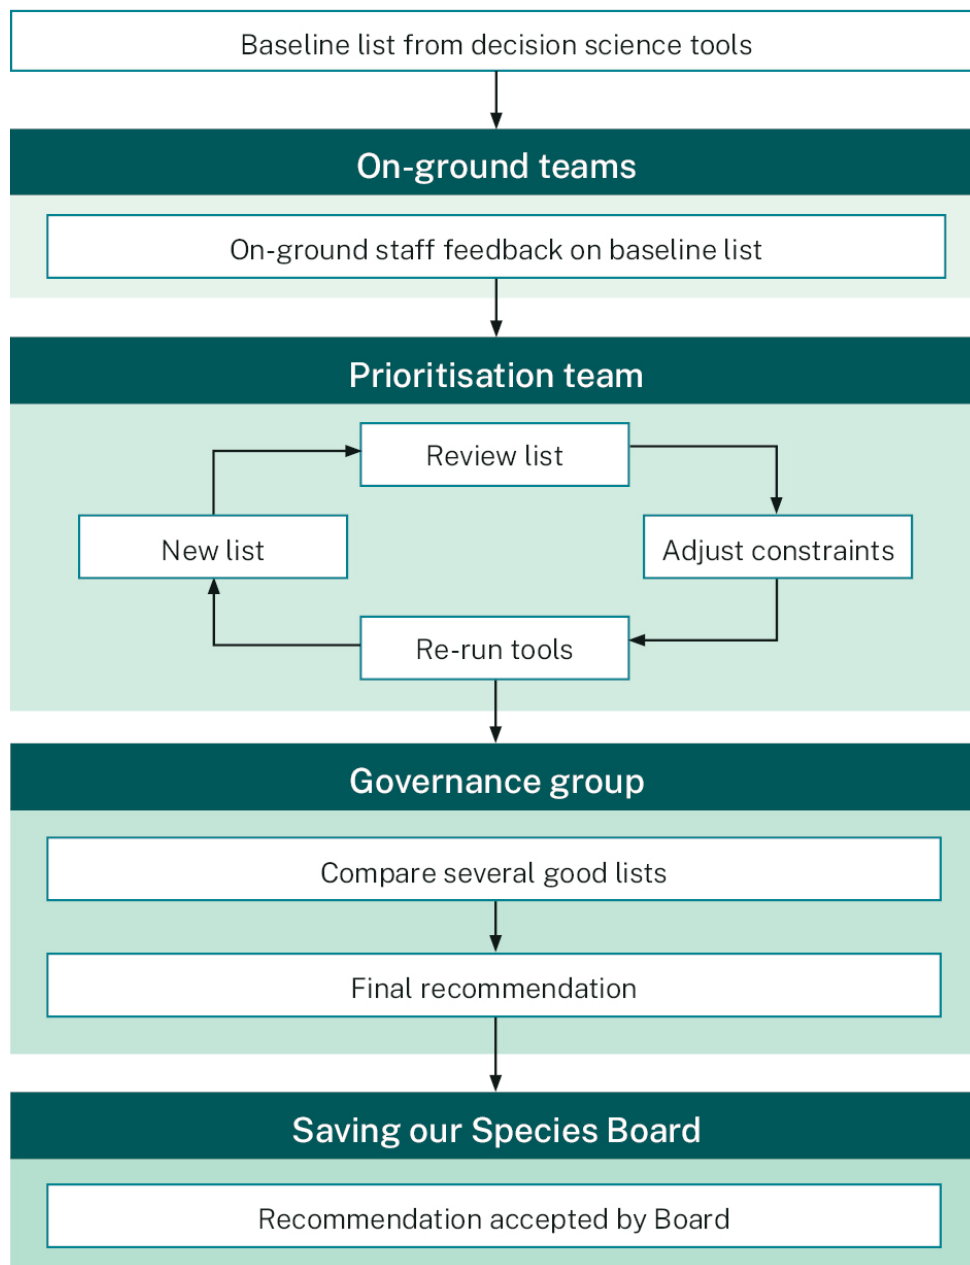 Baseline list from decision science tools
On-ground teams
On-ground staff feedback on baseline list
Prioritisation team
Review list
New list
Adjust constraints
Re-run tools
Governance group
Compare several good lists
Final recommendation
Saving our Species Board
Recommendation accepted by Board